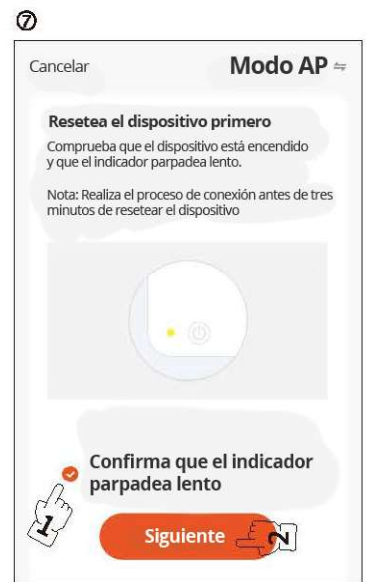 ⑦
Cancelar Modo AP ⇋
Resetea el dispositivo primero
Comprueba que el dispositivo está encendido
y que el indicador parpadea lento.
Nota: Realiza el proceso de conexión antes de tres
minutos de resetear el dispositivo
Confirma que el indicador
parpadea lento
1
Siguiente 2